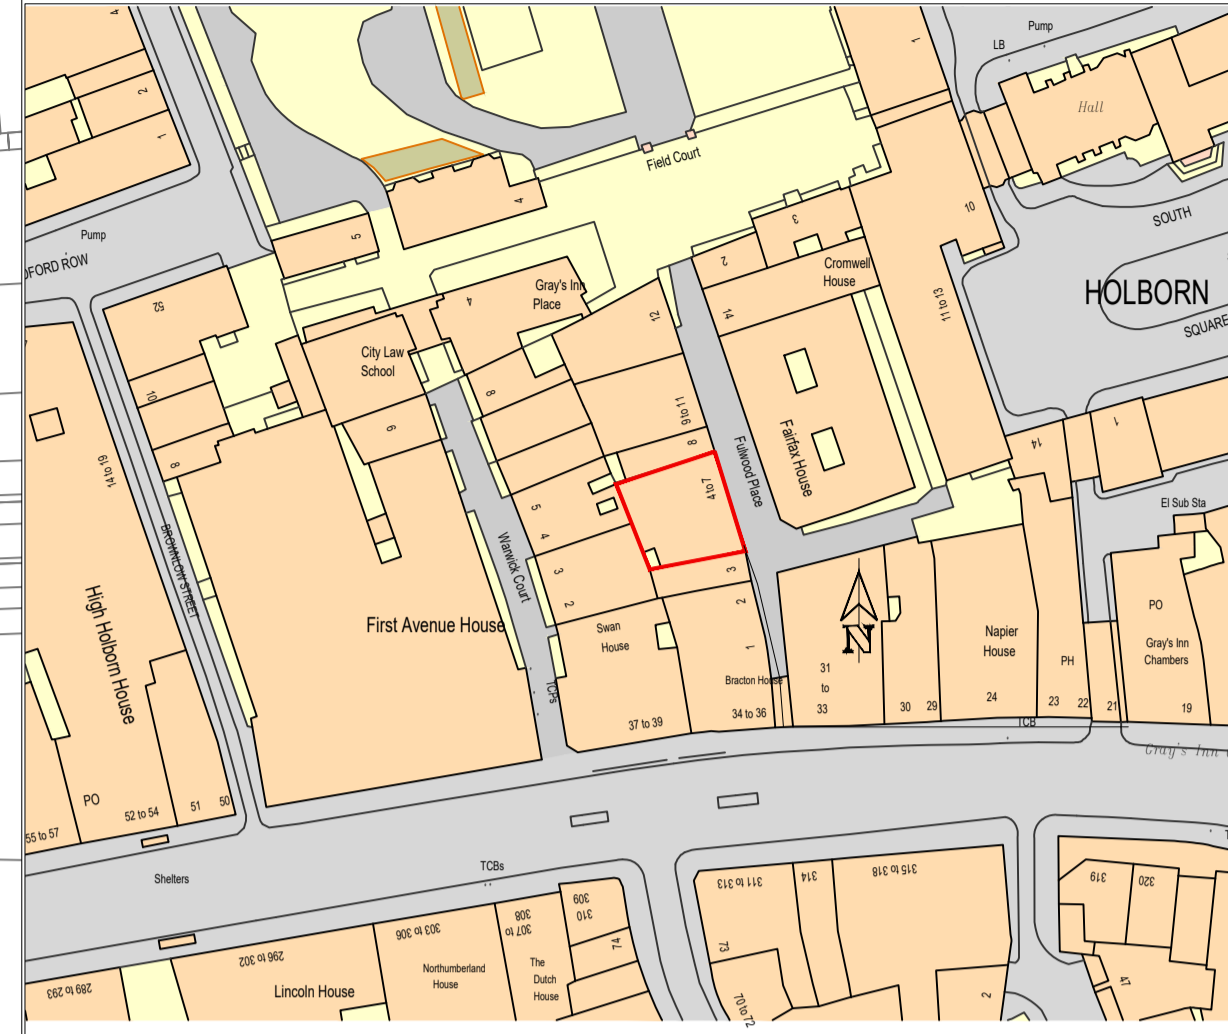 4
2
1
Pump
LB
Pump
Hall
Field Court
1
4
5
3
2
10
SOUTH
DFORD ROW
52
Gray's Inn
Place
4
12
Cromwell
House
14
11 to 13
HOLBORN
SQUARE
City Law
School
10
8
9
8
9 to 11
8
Fulwood Place
Fairfax House
4 to 7
14
1
El Sub Sta
14 to 19
BROWNLOW STREET
5
4
3
2
Warwick Court
High Holborn House
First Avenue House
Swan
House
3
2
1
N
Bracton House
31
to
33
30
29
Napier
House
24
PH
23
22
21
PO
Gray's Inn
Chambers
19
TCPs
37 to 39
34 to 36
TCB
Gray's Inn
PO
55 to 57
52 to 54
51
50
Shelters
TCBs
289 to 293
296 to 302
Lincoln House
303 to 306
Northumberland
House
307 to
308
The
Dutch
House
309
310
74
311 to 313
314
315 to 318
73
70 to 72
2
319
320
47